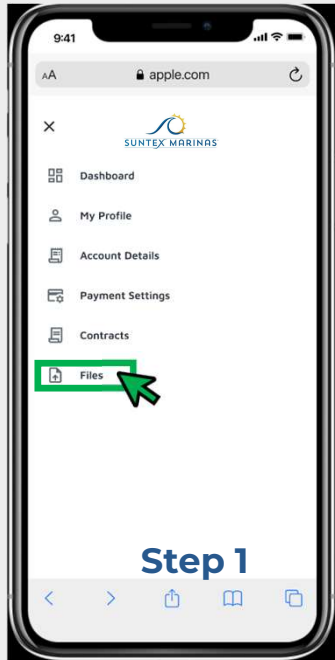 9:41
AA apple.com
SUNTEX MARINAS
Dashboard
My Profile
Account Details
Payment Settings
Contracts
Files
Step 1